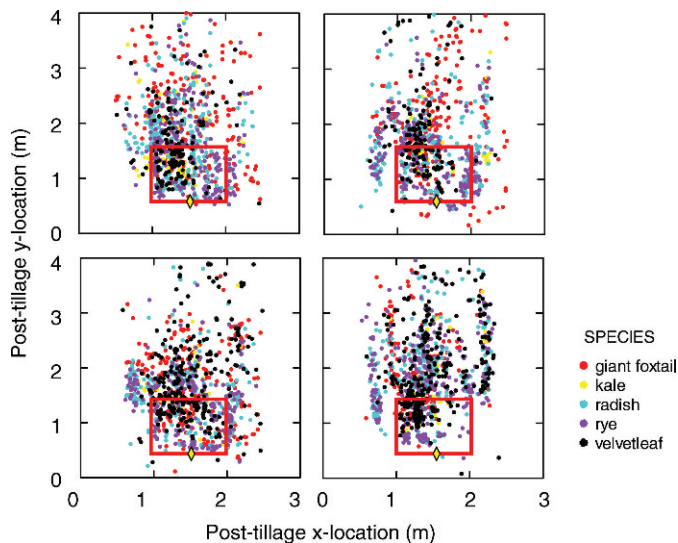 4
3
2
1
0
4
3
2
1
0
0
1
2
3
0
1
2
3
Post-tillage y-location (m)
Post-tillage x-location (m)
SPECIES
giant foxtail
kale
radish
rye
velvetleaf